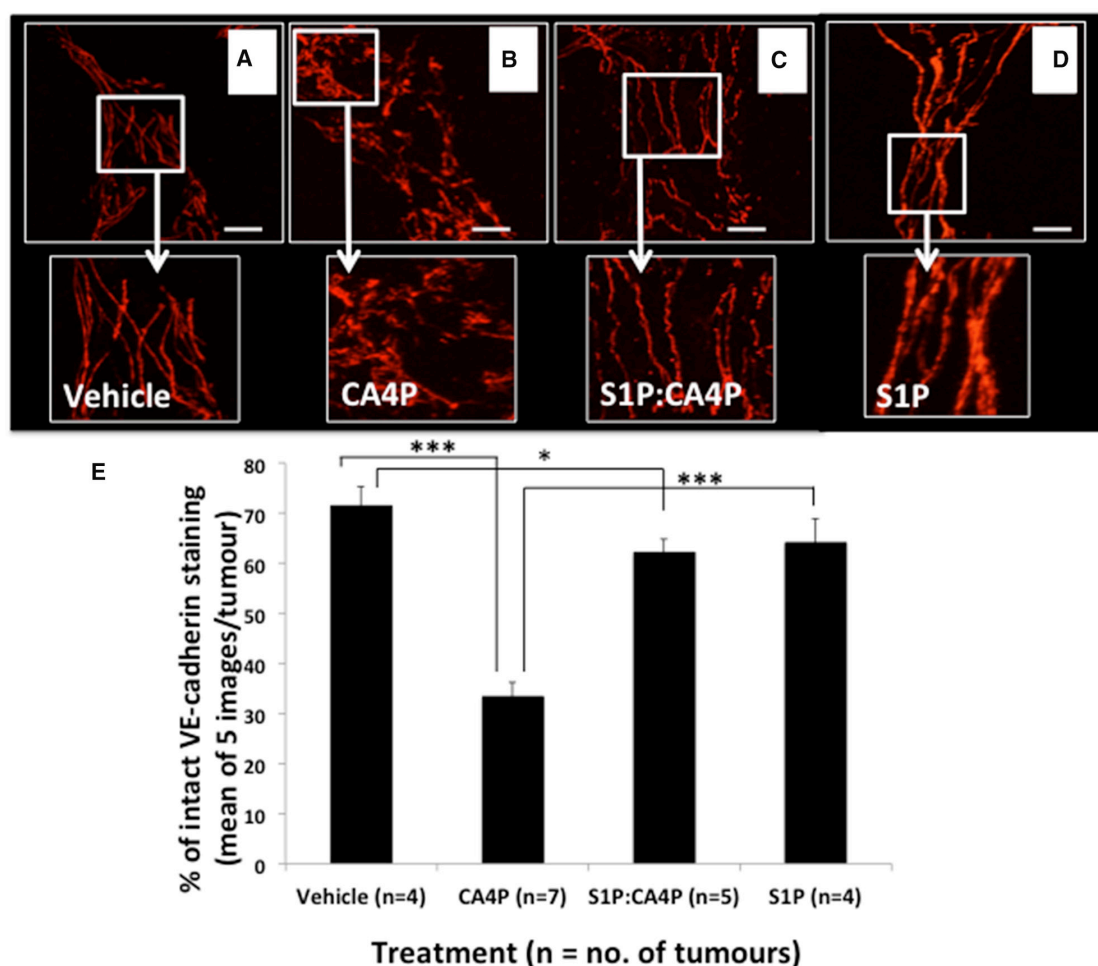 A
B
C
D
Vehicle
CA4P
S1P:CA4P
S1P
E
***
*
***
% of intact VE-cadherin staining
(mean of 5 images/tumour)
80
70
60
50
40
30
20
10
0
Vehicle (n=4)
CA4P (n=7)
S1P:CA4P (n=5)
S1P (n=4)
Treatment (n = no. of tumours)